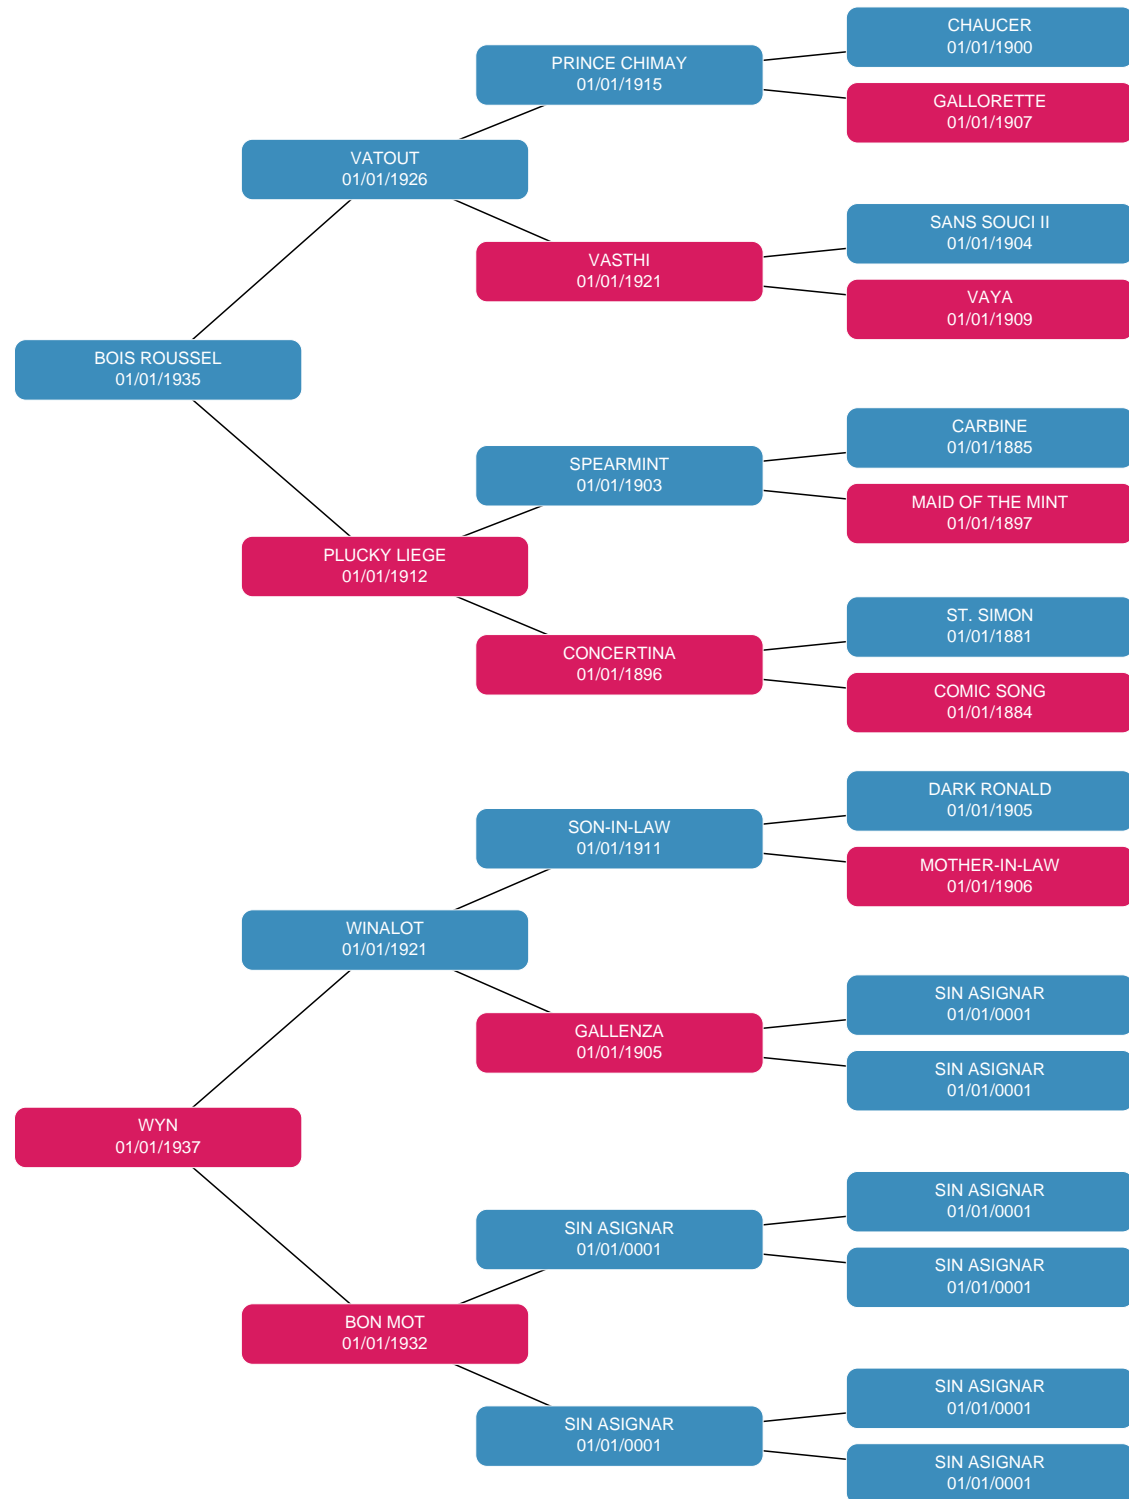 CHAUCER
01/01/1900
PRINCE CHIMAY
01/01/1915
GALLORETTE
01/01/1907
VATOUT
01/01/1926
SANS SOUCI II
01/01/1904
VASTHI
01/01/1921
VAYA
01/01/1909
BOIS ROUSSEL
01/01/1935
CARBINE
01/01/1885
SPEARMINT
01/01/1903
MAID OF THE MINT
01/01/1897
PLUCKY LIEGE
01/01/1912
ST. SIMON
01/01/1881
CONCERTINA
01/01/1896
COMIC SONG
01/01/1884
DARK RONALD
01/01/1905
SON-IN-LAW
01/01/1911
MOTHER-IN-LAW
01/01/1906
WINALOT
01/01/1921
SIN ASIGNAR
01/01/0001
GALLENZA
01/01/1905
SIN ASIGNAR
01/01/0001
WYN
01/01/1937
SIN ASIGNAR
01/01/0001
SIN ASIGNAR
01/01/0001
SIN ASIGNAR
01/01/0001
BON MOT
01/01/1932
SIN ASIGNAR
01/01/0001
SIN ASIGNAR
01/01/0001
SIN ASIGNAR
01/01/0001